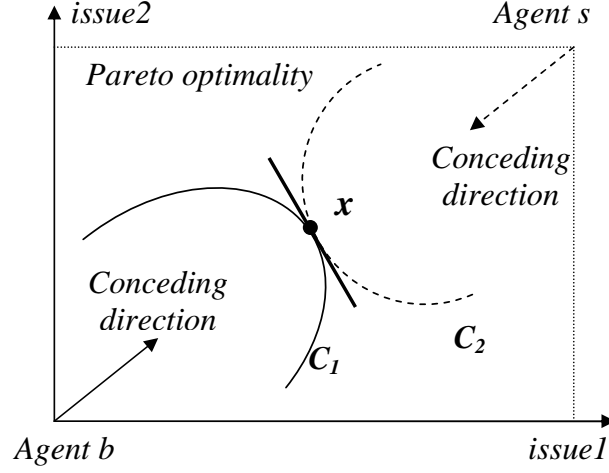 issue2
Agent s
Pareto optimality
Conceding
direction
x
Conceding
direction
C1
C2
Agent b
issue1